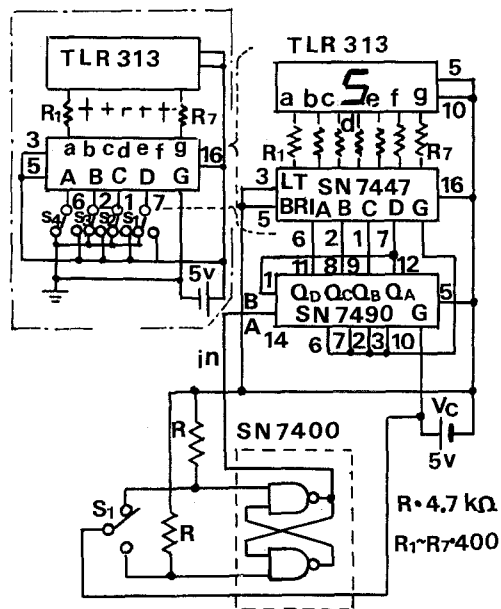 TLR 313
R1 R7
3 a b c d e f g 16
5 A B C D G
6 2 1 7
S4 S3 S2 S1
5v
TLR 313
5
a b c 5 e f g
10
d
R1 R7
3 LT SN 7447 16
5 BRI A B C D G
6 2 1 7
11 8 9 12
1
B QD QC QB QA 5
A SN 7490 G
14 6 7 2 3 10
in
Vc
5v
R SN 7400
S1
R
R・4.7 kΩ
R1~R7・400